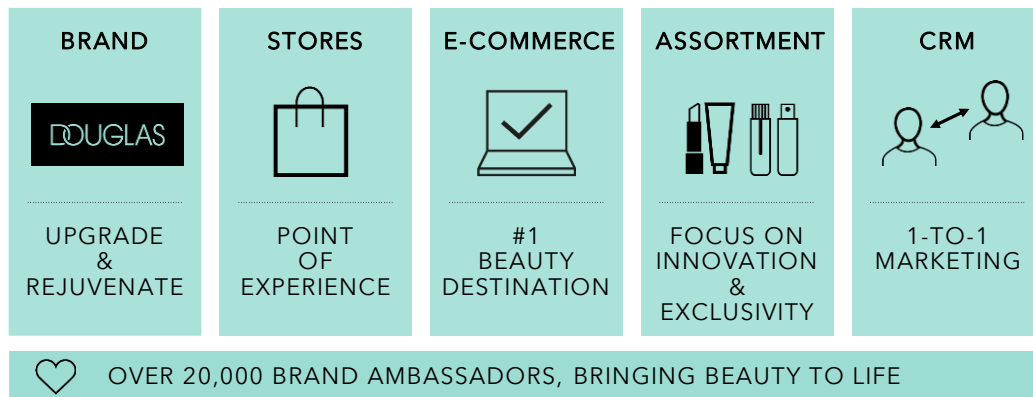 BRAND
DOUGLAS
UPGRADE
&
REJUVENATE
STORES
POINT
OF
EXPERIENCE
E-COMMERCE
#1
BEAUTY
DESTINATION
ASSORTMENT
FOCUS ON
INNOVATION
&
EXCLUSIVITY
CRM
1-TO-1
MARKETING
OVER 20,000 BRAND AMBASSADORS, BRINGING BEAUTY TO LIFE